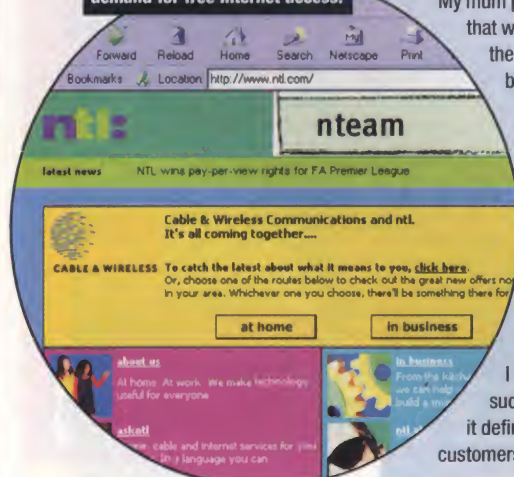 demand for free Internet access.
Forward Reload Home Search Netscape Print
Bookmarks Location: http://www.ntl.com/
ntl:
nteam
latest news NTL wins pay-per-view rights for FA Premier League
Cable & Wireless Communications and ntl.
It's all coming together....
CABLE & WIRELESS
To catch the latest about what it means to you, click here.
Or, choose one of the routes below to check out the great new offers
in your area. Whichever one you choose, there'll be something there for
at home
in business
about us
At home. At work. We make technology
useful for everyone
askntl
cable and Internet services for you
in a language you can
in business
From the
we can help
build a
ntl
My mum
that w
the
b
I
suc
it defin
customers